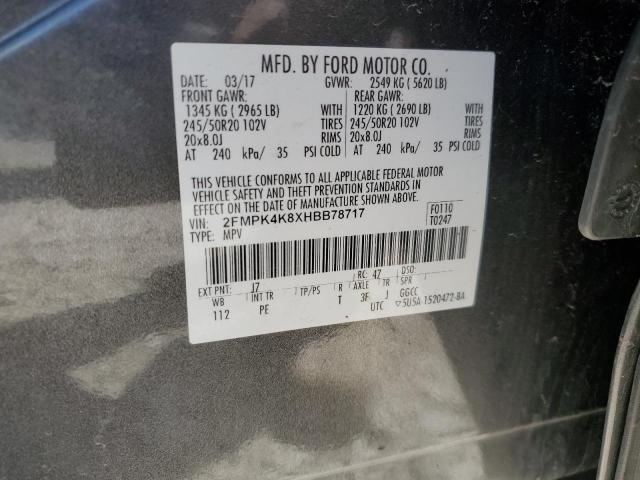 MFD. BY FORD MOTOR CO.
DATE: 03/17 GVWR: 2549 KG (5620 LB)
FRONT GAWR: REAR GAWR:
1345 KG (2965 LB) WITH 1220 KG (2690 LB) WITH
245/50R20 102V TIRES 245/50R20 102V TIRES
20x8.0J RIMS 20x8.0J RIMS
AT 240 kPa/ 35 PSI COLD AT 240 kPa/ 35 PSI COLD
THIS VEHICLE CONFORMS TO ALL APPLICABLE FEDERAL MOTOR
VEHICLE SAFETY AND THEFT PREVENTION STANDARDS IN
EFFECT ON THE DATE OF MANUFACTURE SHOWN ABOVE.
VIN: 2FMPK4K8XHBB78717 F0110
TYPE: MPV T0247
EXT PNT: J7 RC: 47 DSO:
WB INT TR TP/PS R AXLE TR SPR
112 PE T 3F J GGCC
UTC ▽5U5A-1520472-BA